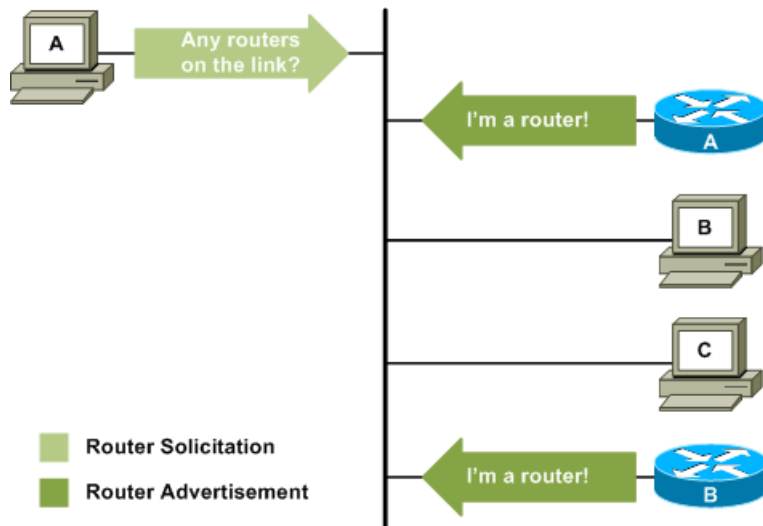 A
Any routers
on the link?
I'm a router!
A
B
C
Router Solicitation
Router Advertisement
I'm a router!
B